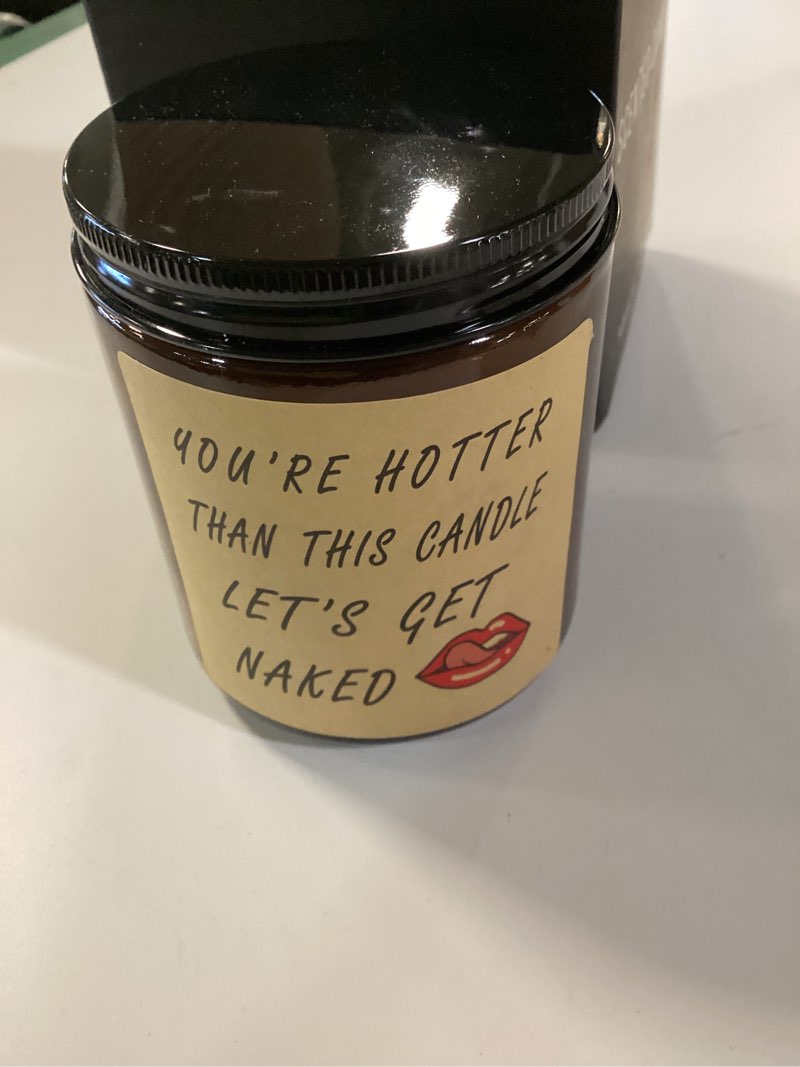 YOU'RE HOTTER
THAN THIS CANDLE
LET'S GET
NAKED